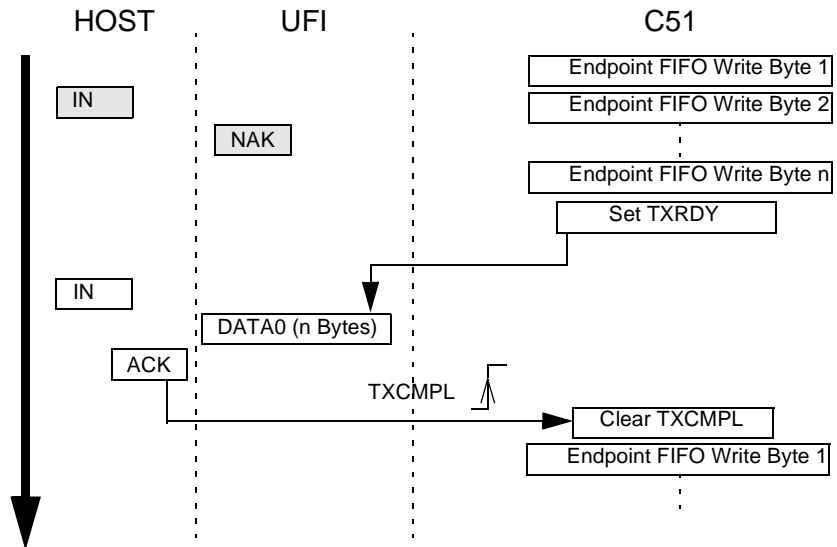 HOST UFI C51
Endpoint FIFO Write Byte 1
IN
Endpoint FIFO Write Byte 2
NAK
Endpoint FIFO Write Byte n
Set TXRDY
IN
DATA0 (n Bytes)
ACK
TXCMPL
Clear TXCMPL
Endpoint FIFO Write Byte 1